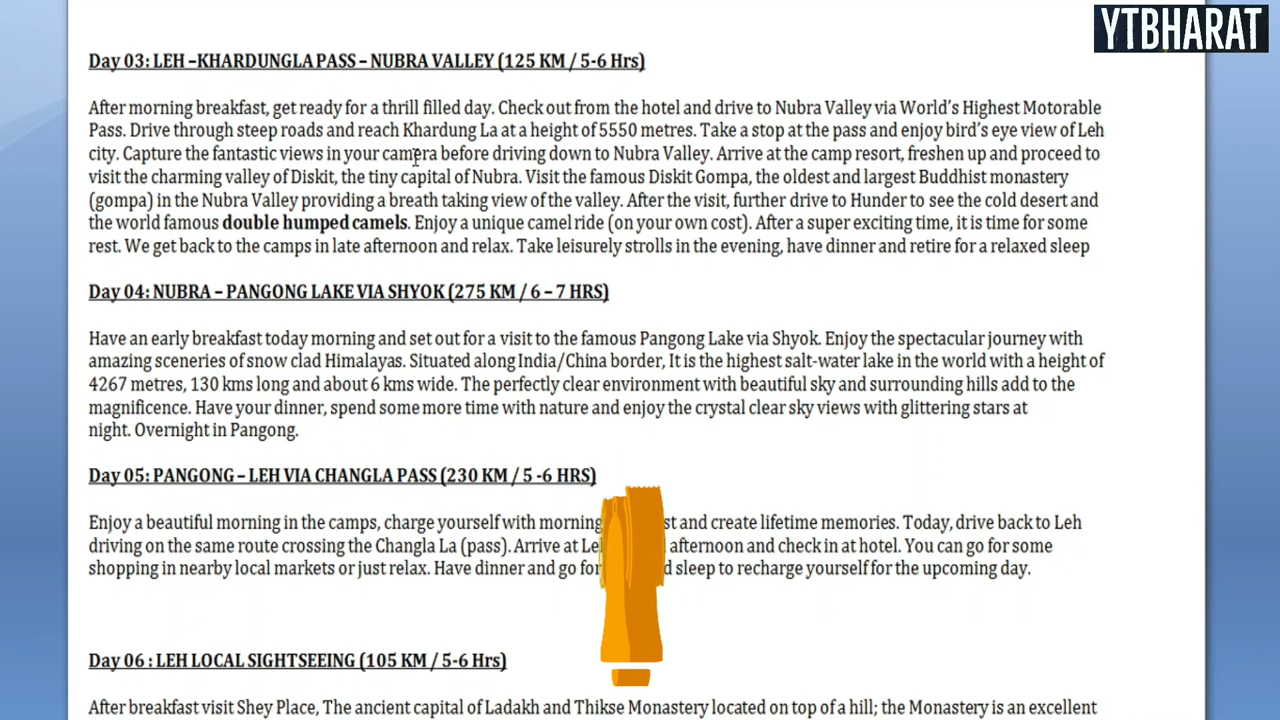 YTBHARAT
Day 03: LEH –KHARDUNGLA PASS – NUBRA VALLEY (125 KM / 5-6 Hrs)
After morning breakfast, get ready for a thrill filled day. Check out from the hotel and drive to Nubra Valley via World's Highest Motorable
Pass. Drive through steep roads and reach Khardung La at a height of 5550 metres. Take a stop at the pass and enjoy bird's eye view of Leh
city. Capture the fantastic views in your camera before driving down to Nubra Valley. Arrive at the camp resort, freshen up and proceed to
visit the charming valley of Diskit, the tiny capital of Nubra. Visit the famous Diskit Gompa, the oldest and largest Buddhist monastery
(gompa) in the Nubra Valley providing a breath taking view of the valley. After the visit, further drive to Hunder to see the cold desert and
the world famous double humped camels. Enjoy a unique camel ride (on your own cost). After a super exciting time, it is time for some
rest. We get back to the camps in late afternoon and relax. Take leisurely strolls in the evening, have dinner and retire for a relaxed sleep
Day 04: NUBRA – PANGONG LAKE VIA SHYOK (275 KM / 6 – 7 HRS)
Have an early breakfast today morning and set out for a visit to the famous Pangong Lake via Shyok. Enjoy the spectacular journey with
amazing sceneries of snow clad Himalayas. Situated along India/China border, It is the highest salt-water lake in the world with a height of
4267 metres, 130 kms long and about 6 kms wide. The perfectly clear environment with beautiful sky and surrounding hills add to the
magnificence. Have your dinner, spend some more time with nature and enjoy the crystal clear sky views with glittering stars at
night. Overnight in Pangong.
Day 05: PANGONG – LEH VIA CHANGLA PASS (230 KM / 5 -6 HRS)
Enjoy a beautiful morning in the camps, charge yourself with morning and create lifetime memories. Today, drive back to Leh
driving on the same route crossing the Changla La (pass). Arrive at afternoon and check in at hotel. You can go for some
shopping in nearby local markets or just relax. Have dinner and go for sleep to recharge yourself for the upcoming day.
Day 06 : LEH LOCAL SIGHTSEEING (105 KM / 5-6 Hrs)
After breakfast visit Shey Place, The ancient capital of Ladakh and Thikse Monastery located on top of a hill; the Monastery is an excellent